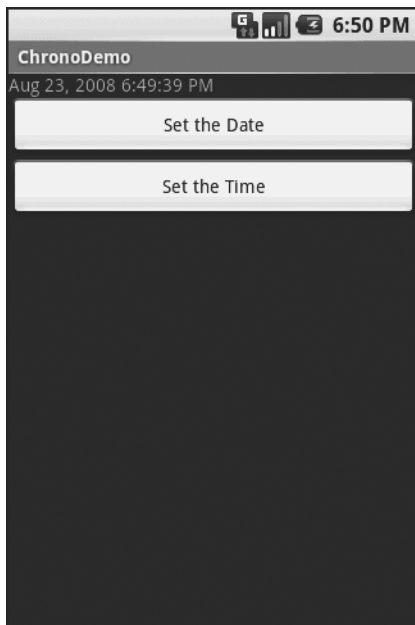 G
6:50 PM
ChronoDemo
Aug 23, 2008 6:49:39 PM
Set the Date
Set the Time